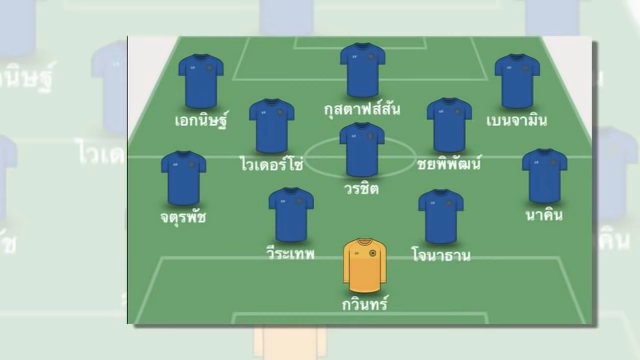 กุสตาฟส์สัน
เอกนิษฐ์
เบนจามิน
ไวเดอร์โซ่
ชยพิพัฒน์
วรชิต
จตุรพัช
นาคิน
วีระเทพ
โจนาธาน
กวินทร์